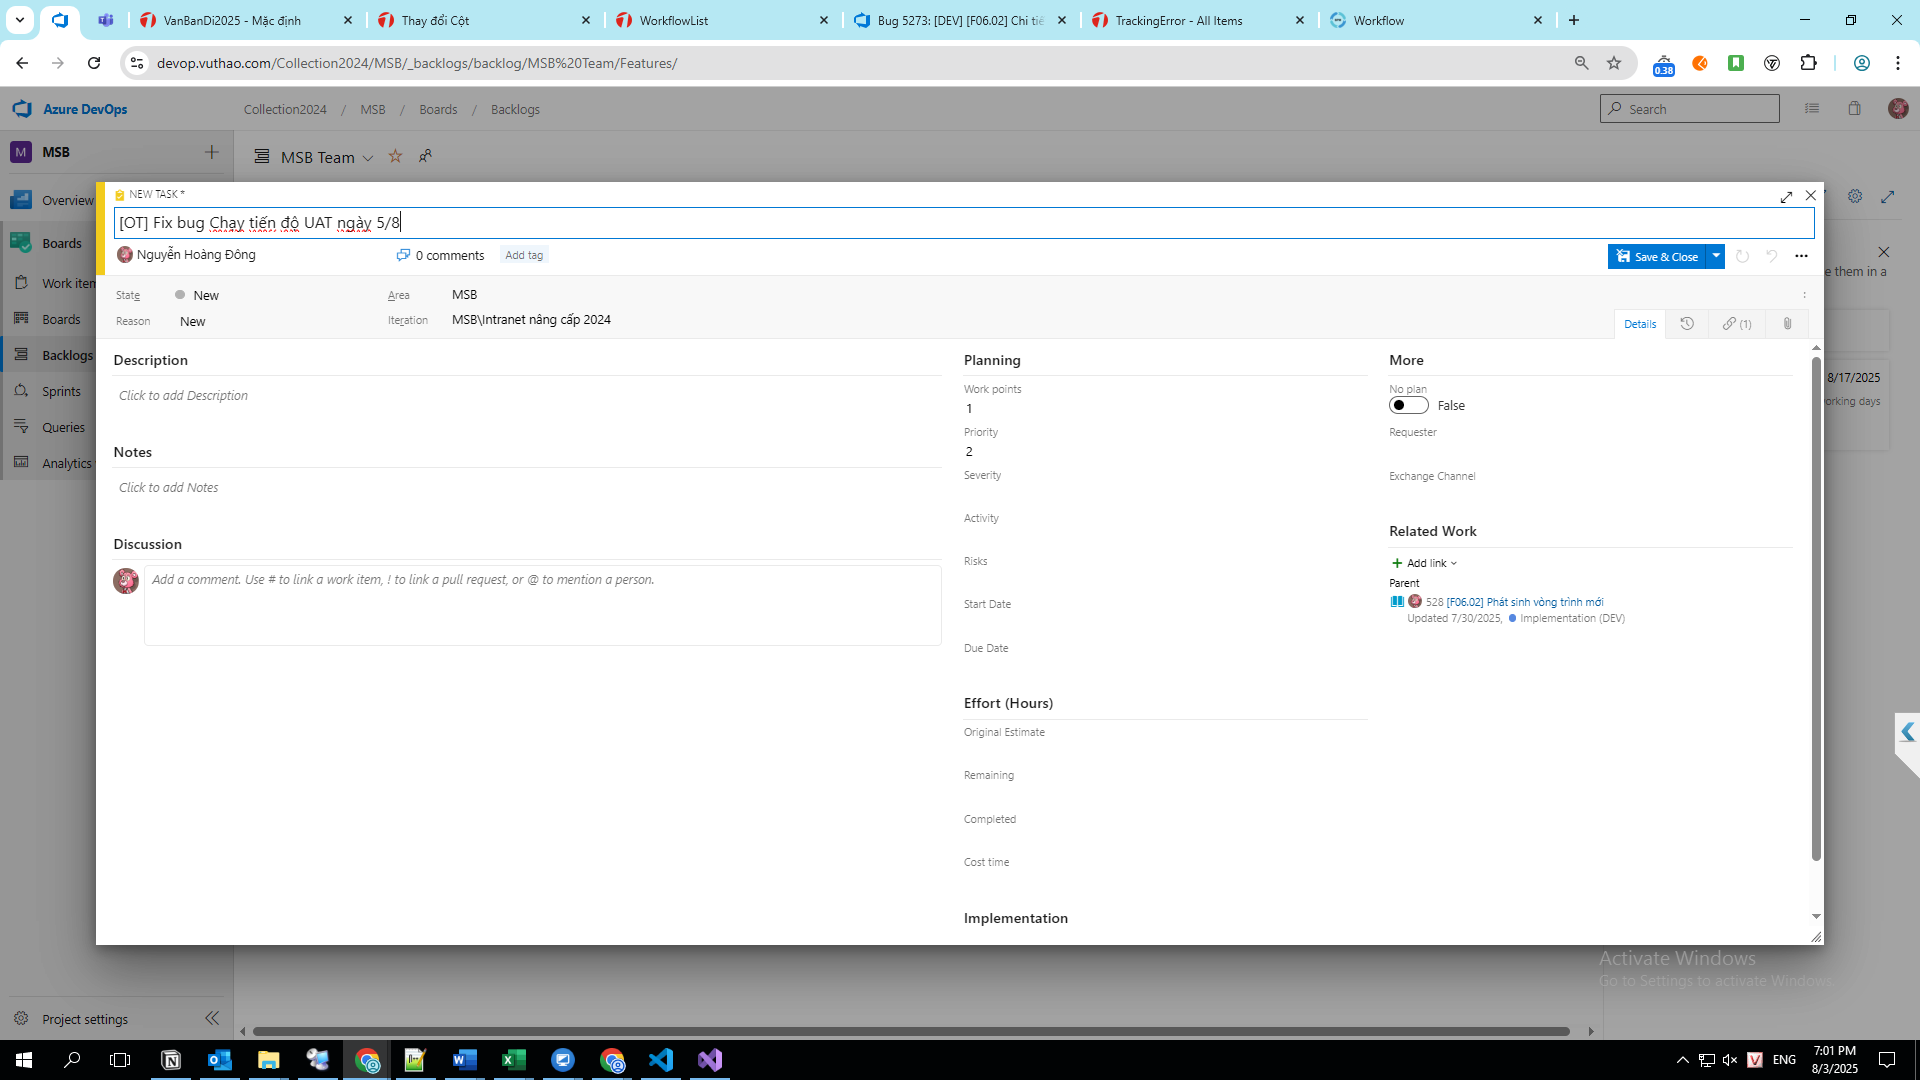 VanBanDi2025 - Mặc định
Thay đổi Cột
WorkflowList
Bug 5273: [DEV] [F06.02] Chi tiế
TrackingError - All Items
Workflow
devop.vuthao.com/Collection2024/MSB/_backlogs/backlog/MSB%20Team/Features/
0.38
Azure DevOps
Collection2024 / MSB / Boards / Backlogs
Search
M MSB
MSB Team
Overview
Boards
Work item
Boards
Backlogs
Sprints
Queries
Analytics
Project settings
NEW TASK *
[OT] Fix bug Chạy tiến độ UAT ngày 5/8
Nguyễn Hoàng Đông
0 comments
Add tag
Save & Close
State
New
Area
MSB
Reason
New
Iteration
MSB\Intranet nâng cấp 2024
Details
(1)
Description
Click to add Description
Notes
Click to add Notes
Discussion
Add a comment. Use # to link a work item, ! to link a pull request, or @ to mention a person.
Planning
Work points
1
Priority
2
Severity
Activity
Risks
Start Date
Due Date
Effort (Hours)
Original Estimate
Remaining
Completed
Cost time
Implementation
More
No plan
False
Requester
Exchange Channel
Related Work
Add link
Parent
528 [F06.02] Phát sinh vòng trình mới
Updated 7/30/2025, Implementation (DEV)
e them in a
8/17/2025
orking days
Activate Windows
Go to Settings to activate Windows.
ENG
7:01 PM
8/3/2025